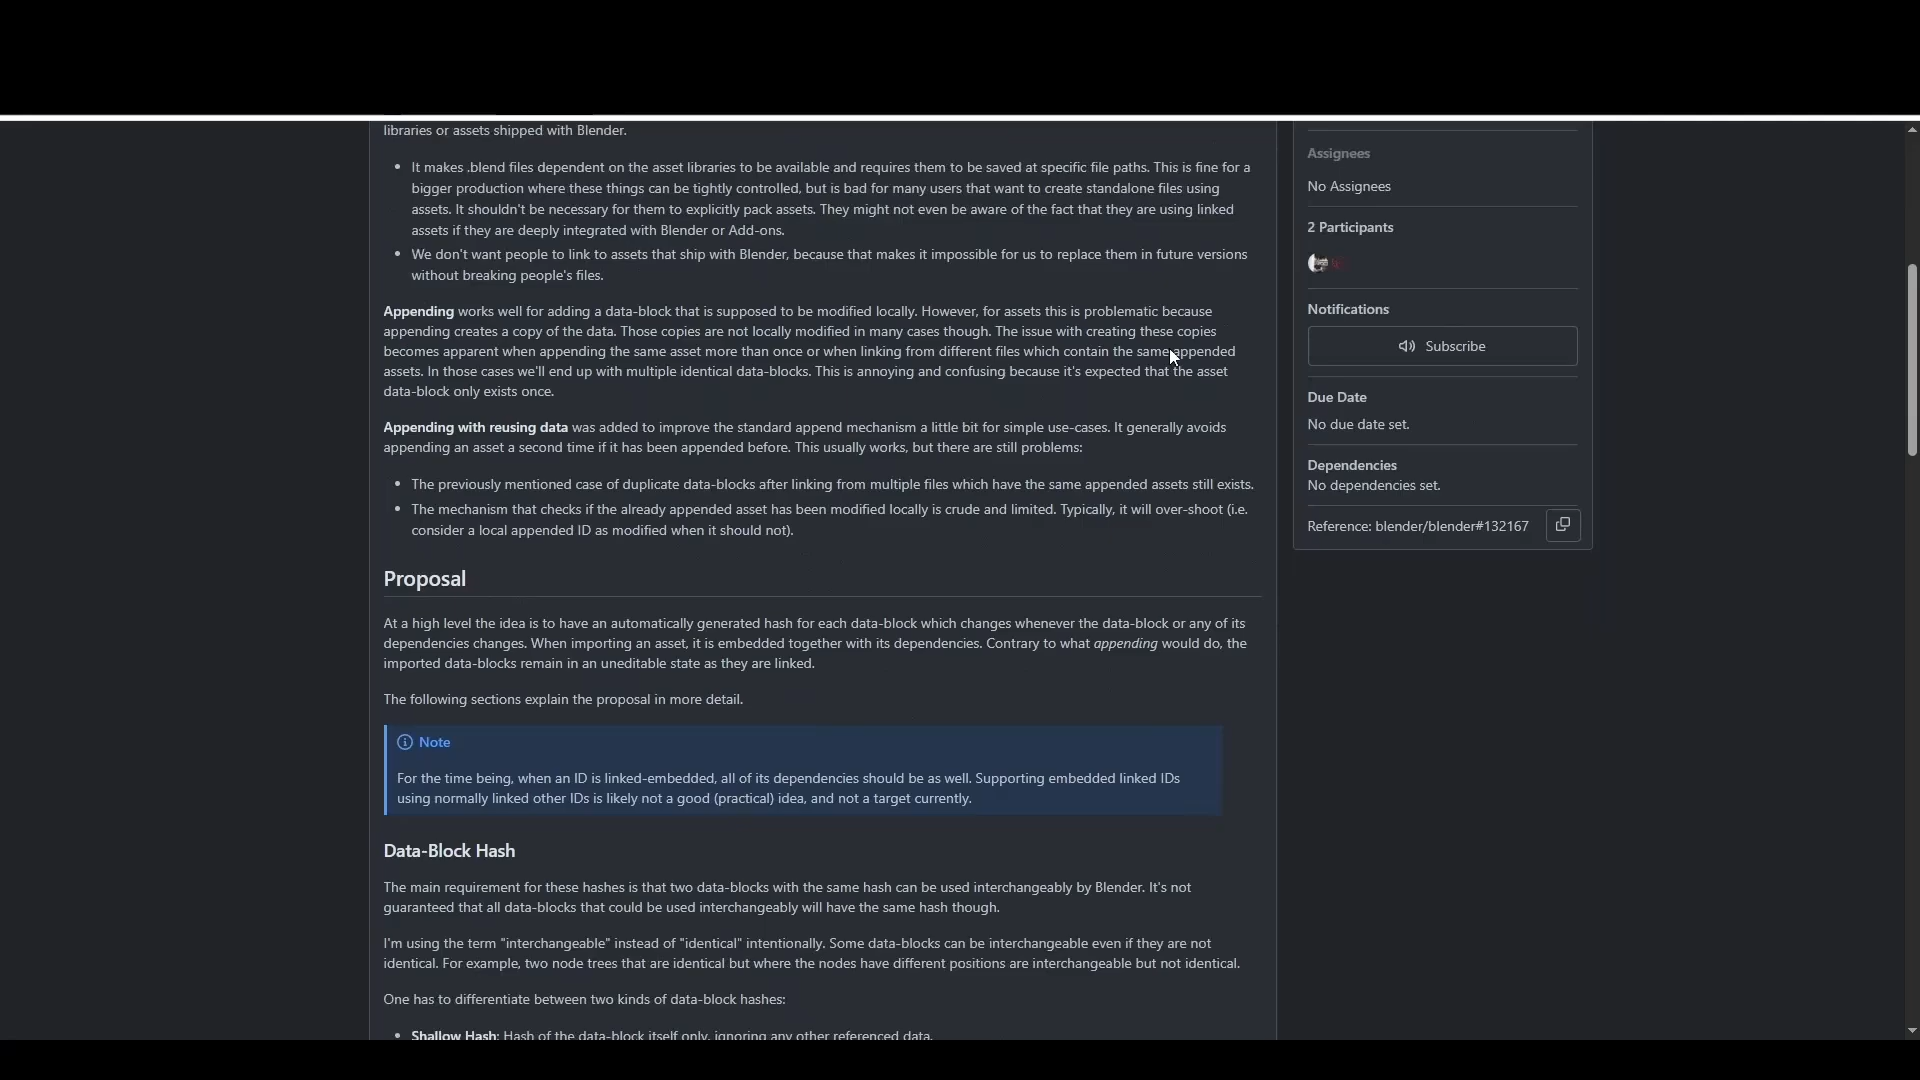 libraries or assets shipped with Blender.
• It makes .blend files dependent on the asset libraries to be available and requires them to be saved at specific file paths. This is fine for a
bigger production where these things can be tightly controlled, but is bad for many users that want to create standalone files using
assets. It shouldn't be necessary for them to explicitly pack assets. They might not even be aware of the fact that they are using linked
assets if they are deeply integrated with Blender or Add-ons.
• We don't want people to link to assets that ship with Blender, because that makes it impossible for us to replace them in future versions
without breaking people's files.
Appending works well for adding a data-block that is supposed to be modified locally. However, for assets this is problematic because
appending creates a copy of the data. Those copies are not locally modified in many cases though. The issue with creating these copies
becomes apparent when appending the same asset more than once or when linking from different files which contain the same appended
assets. In those cases we'll end up with multiple identical data-blocks. This is annoying and confusing because it's expected that the asset
data-block only exists once.
Appending with reusing data was added to improve the standard append mechanism a little bit for simple use-cases. It generally avoids
appending an asset a second time if it has been appended before. This usually works, but there are still problems:
• The previously mentioned case of duplicate data-blocks after linking from multiple files which have the same appended assets still exists.
• The mechanism that checks if the already appended asset has been modified locally is crude and limited. Typically, it will over-shoot (i.e.
consider a local appended ID as modified when it should not).
Proposal
At a high level the idea is to have an automatically generated hash for each data-block which changes whenever the data-block or any of its
dependencies changes. When importing an asset, it is embedded together with its dependencies. Contrary to what appending would do, the
imported data-blocks remain in an uneditable state as they are linked.
The following sections explain the proposal in more detail.
Note
For the time being, when an ID is linked-embedded, all of its dependencies should be as well. Supporting embedded linked IDs
using normally linked other IDs is likely not a good (practical) idea, and not a target currently.
Data-Block Hash
The main requirement for these hashes is that two data-blocks with the same hash can be used interchangeably by Blender. It's not
guaranteed that all data-blocks that could be used interchangeably will have the same hash though.
I'm using the term "interchangeable" instead of "identical" intentionally. Some data-blocks can be interchangeable even if they are not
identical. For example, two node trees that are identical but where the nodes have different positions are interchangeable but not identical.
One has to differentiate between two kinds of data-block hashes:
• Shallow Hash: Hash of the data-block itself only, ignoring any other referenced data.
Assignees
No Assignees
2 Participants
Notifications
Subscribe
Due Date
No due date set.
Dependencies
No dependencies set.
Reference: blender/blender#132167